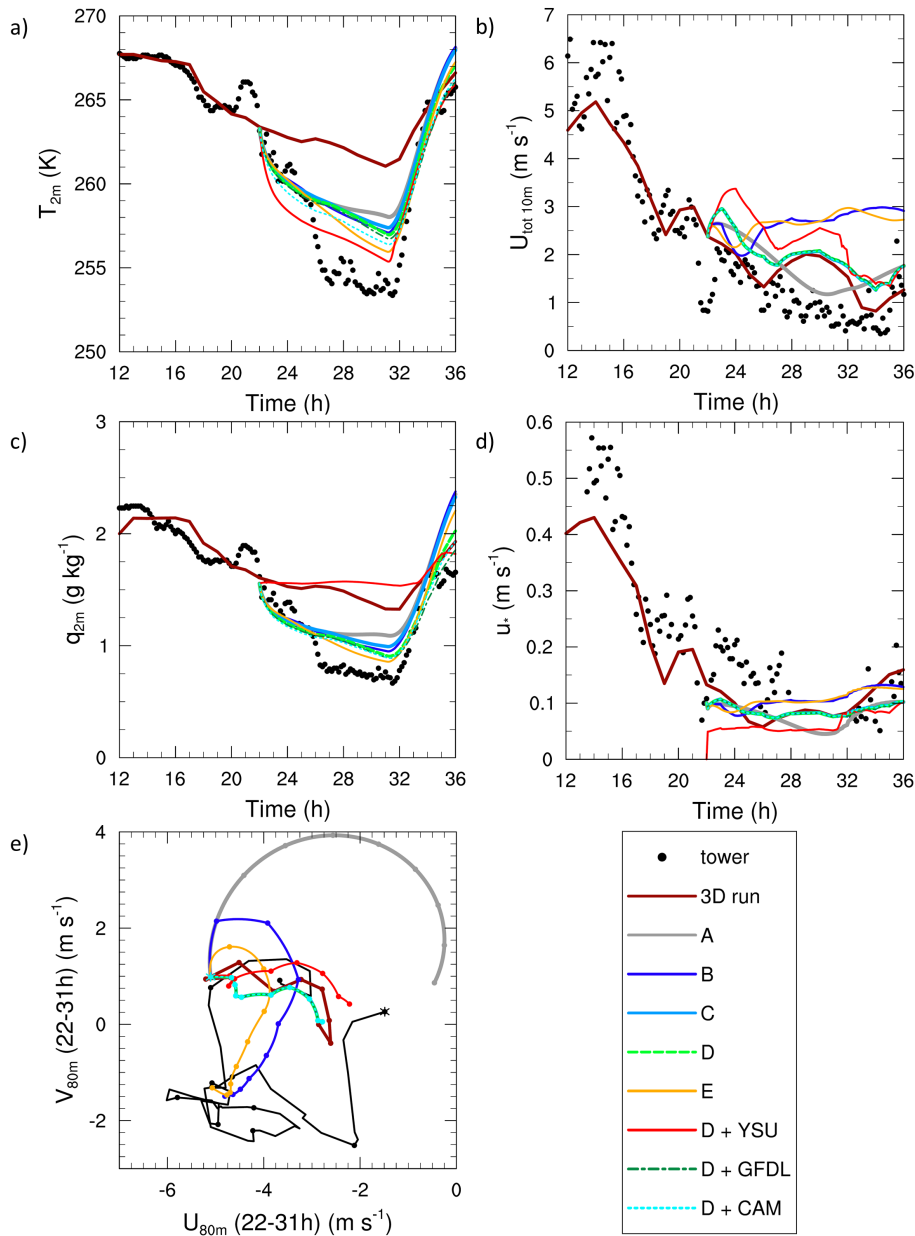 a)
270
265
260
255
250
T2m (K)
12 16 20 24 28 32 36
Time (h)
b)
7
6
5
4
3
2
1
0
Utot 10m (m s-1)
12 16 20 24 28 32 36
Time (h)
c)
3
2
1
0
q2m (g kg-1)
12 16 20 24 28 32 36
Time (h)
d)
0.6
0.5
0.4
0.3
0.2
0.1
0
u* (m s-1)
12 16 20 24 28 32 36
Time (h)
e)
4
2
0
-2
V80m (22-31h) (m s-1)
-6 -4 -2 0
U80m (22-31h) (m s-1)
tower
3D run
A
B
C
D
E
D + YSU
D + GFDL
D + CAM